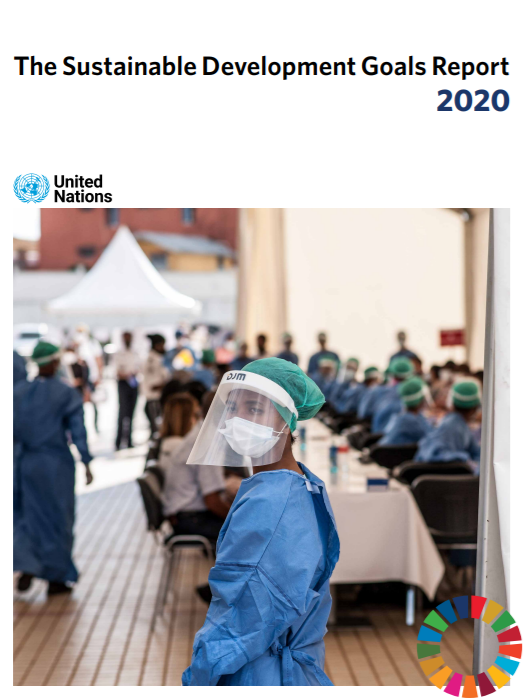 The Sustainable Development Goals Report
2020
United
Nations